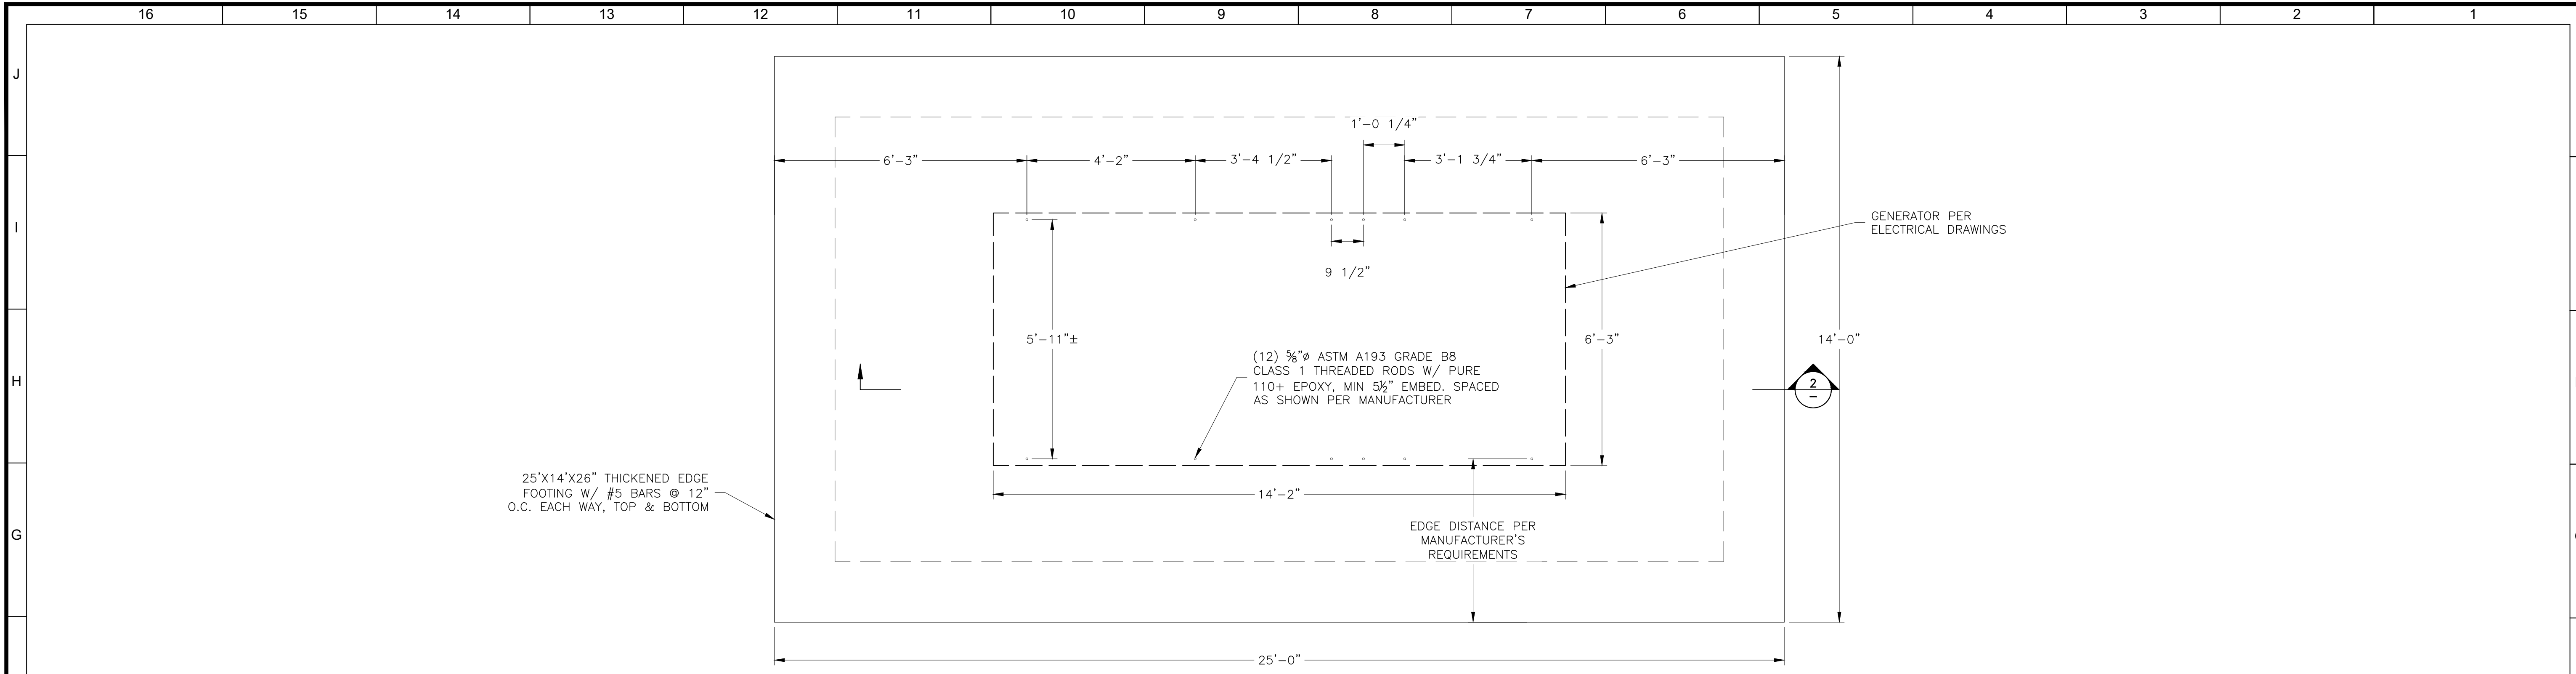 16 15 14 13 12 11 10 9 8 7 6 5 4 3 2 1
J
I
H
G
1'-0 1/4"
6'-3" 4'-2" 3'-4 1/2" 3'-1 3/4" 6'-3"
9 1/2"
GENERATOR PER
ELECTRICAL DRAWINGS
5'-11"±
6'-3"
14'-0"
(12) ⅝"ø ASTM A193 GRADE B8
CLASS 1 THREADED RODS W/ PURE
110+ EPOXY, MIN 5½" EMBED. SPACED
AS SHOWN PER MANUFACTURER
2
–
25'X14'X26" THICKENED EDGE
FOOTING W/ #5 BARS @ 12"
O.C. EACH WAY, TOP & BOTTOM
14'-2"
EDGE DISTANCE PER
MANUFACTURER'S
REQUIREMENTS
25'-0"